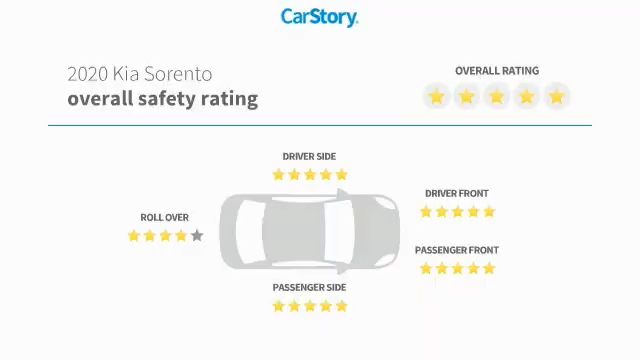 CarStory.
2020 Kia Sorento
overall safety rating
OVERALL RATING
DRIVER SIDE
DRIVER FRONT
ROLL OVER
PASSENGER FRONT
PASSENGER SIDE